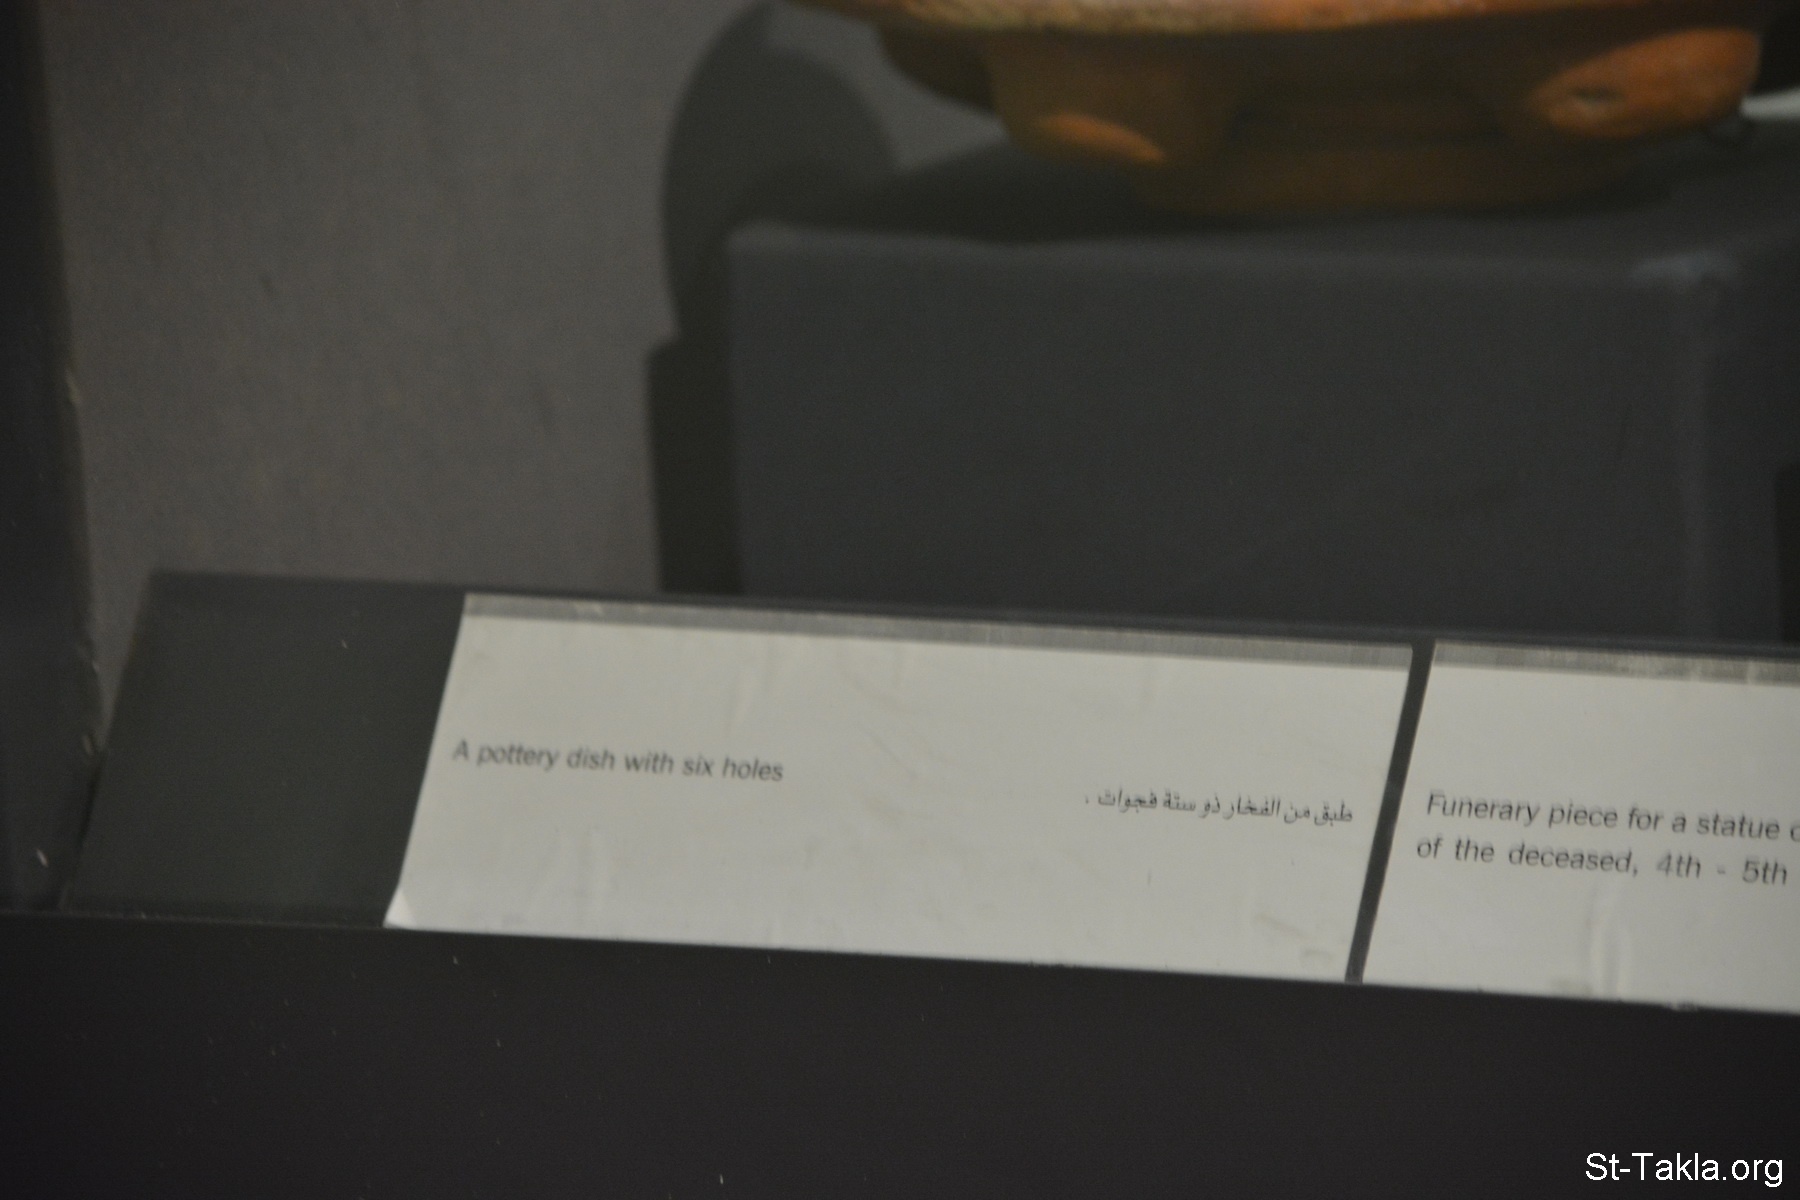 A pottery dish with six holes
طبق من الفخار ذو ستة فجوات .
Funerary piece for a statue
of the deceased, 4th - 5th
St-Takla.org